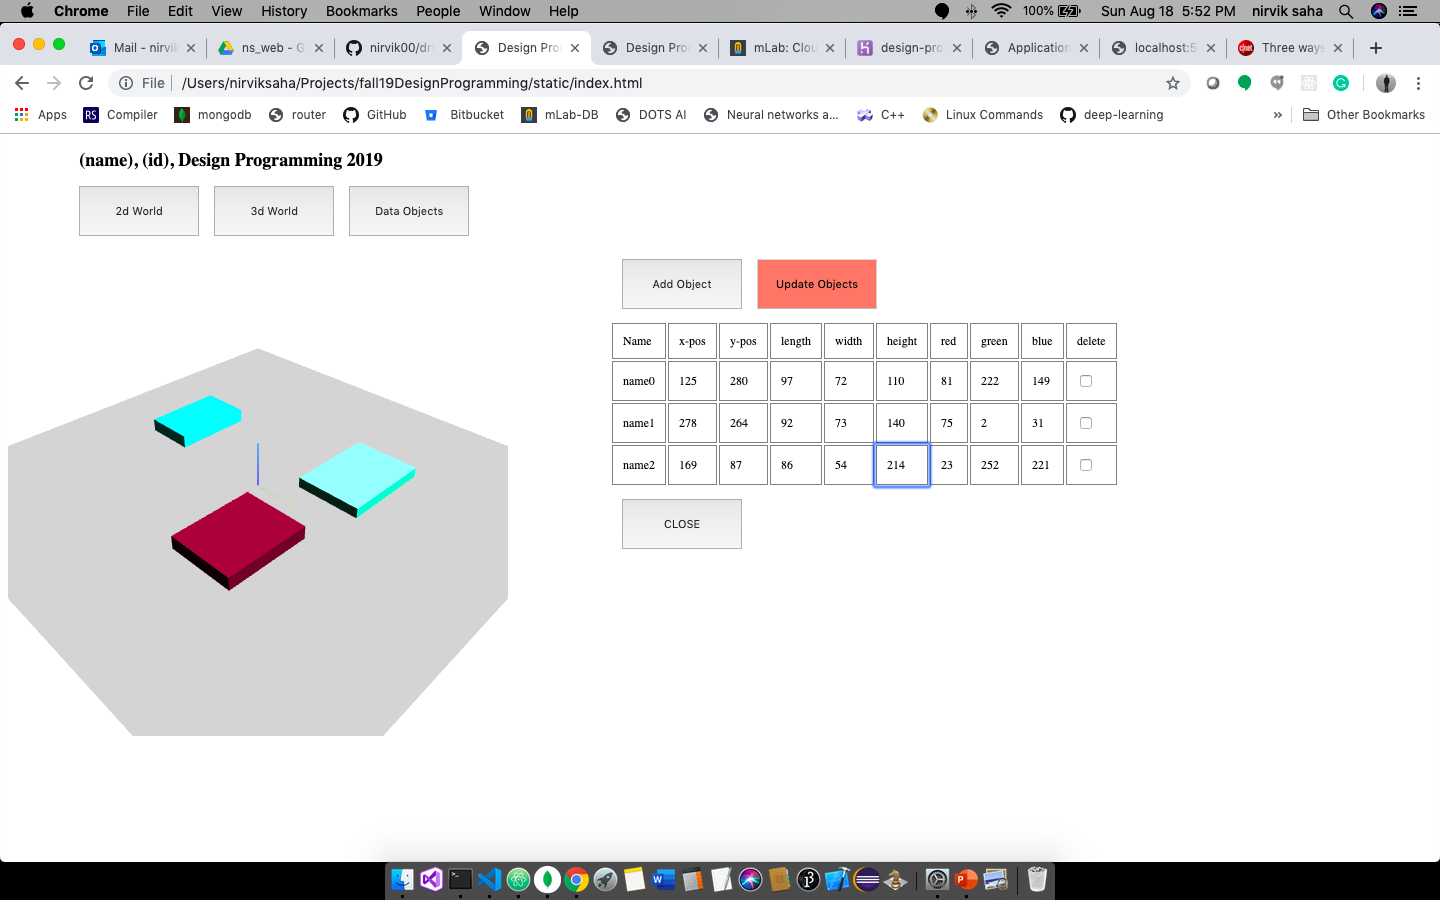 Chrome File Edit View History Bookmarks People Window Help 100% Sun Aug 18 5:52 PM nirvik saha
Mail - nirvik ns_web - G nirvik00/dr Design Pro Design Pro mLab: Clou design-pro Application localhost:5 Three ways
File /Users/nirviksaha/Projects/fall19DesignProgramming/static/index.html
Apps RS Compiler mongodb router GitHub Bitbucket mLab-DB DOTS AI Neural networks a... C++ Linux Commands deep-learning » Other Bookmarks
(name), (id), Design Programming 2019
2d World 3d World Data Objects
Add Object Update Objects
Name x-pos y-pos length width height red green blue delete
name0 125 280 97 72 110 81 222 149
name1 278 264 92 73 140 75 2 31
name2 169 87 86 54 214 23 252 221
CLOSE